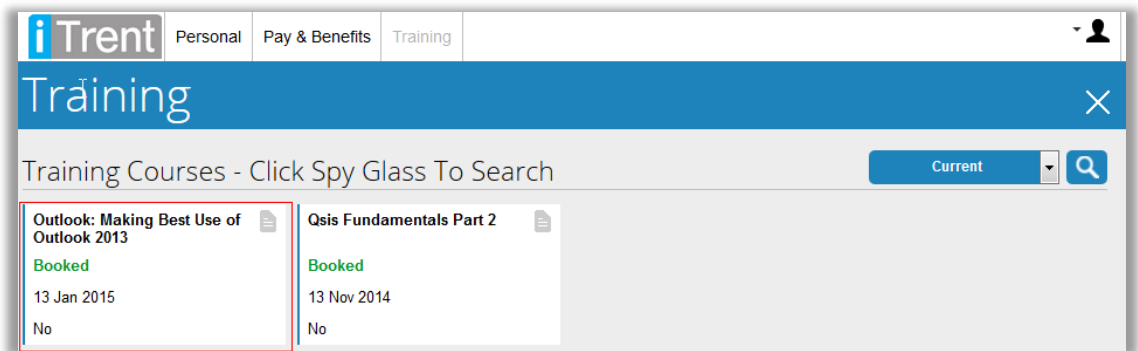 iTrent Personal Pay & Benefits Training
Training
Training Courses - Click Spy Glass To Search
Current
Outlook: Making Best Use of
Outlook 2013
Booked
13 Jan 2015
No
Qsis Fundamentals Part 2
Booked
13 Nov 2014
No